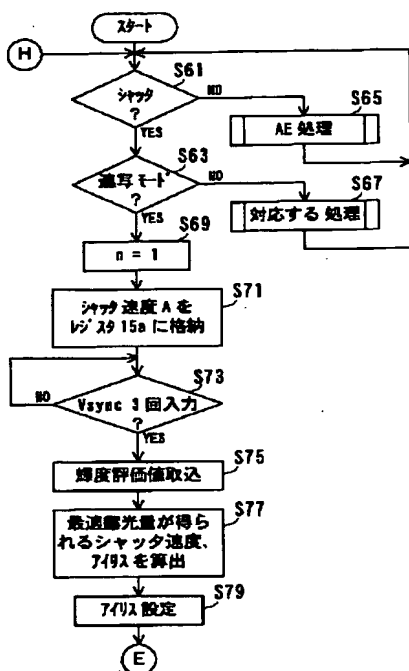 スタート
H
S61
シャッタ
?
NO
YES
S65
AE 処理
S63
連写モード
?
NO
YES
S67
対応する 処理
S69
n = 1
S71
シャッタ 速度 A を
レジスタ 15a に格納
S73
Vsync 3 回入力
?
NO
YES
S75
輝度評価値取込
S77
最適露光量が得ら
れるシャッタ速度、
アイリス を算出
S79
アイリス 設定
E